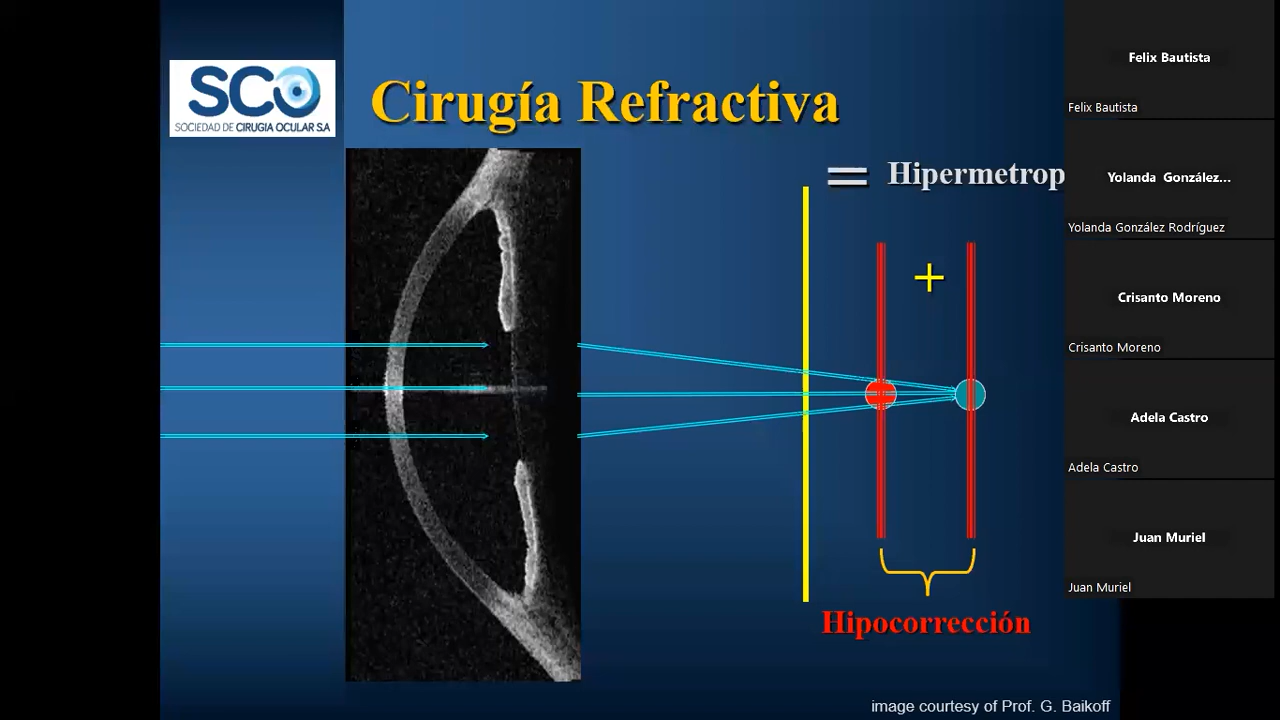 SCO
SOCIEDAD DE CIRUGIA OCULAR S.A
Cirugía Refractiva
= Hipermetrop
+
Hipocorrección
image courtesy of Prof. G. Baikoff
Felix Bautista
Felix Bautista
Yolanda González...
Yolanda González Rodríguez
Crisanto Moreno
Crisanto Moreno
Adela Castro
Adela Castro
Juan Muriel
Juan Muriel